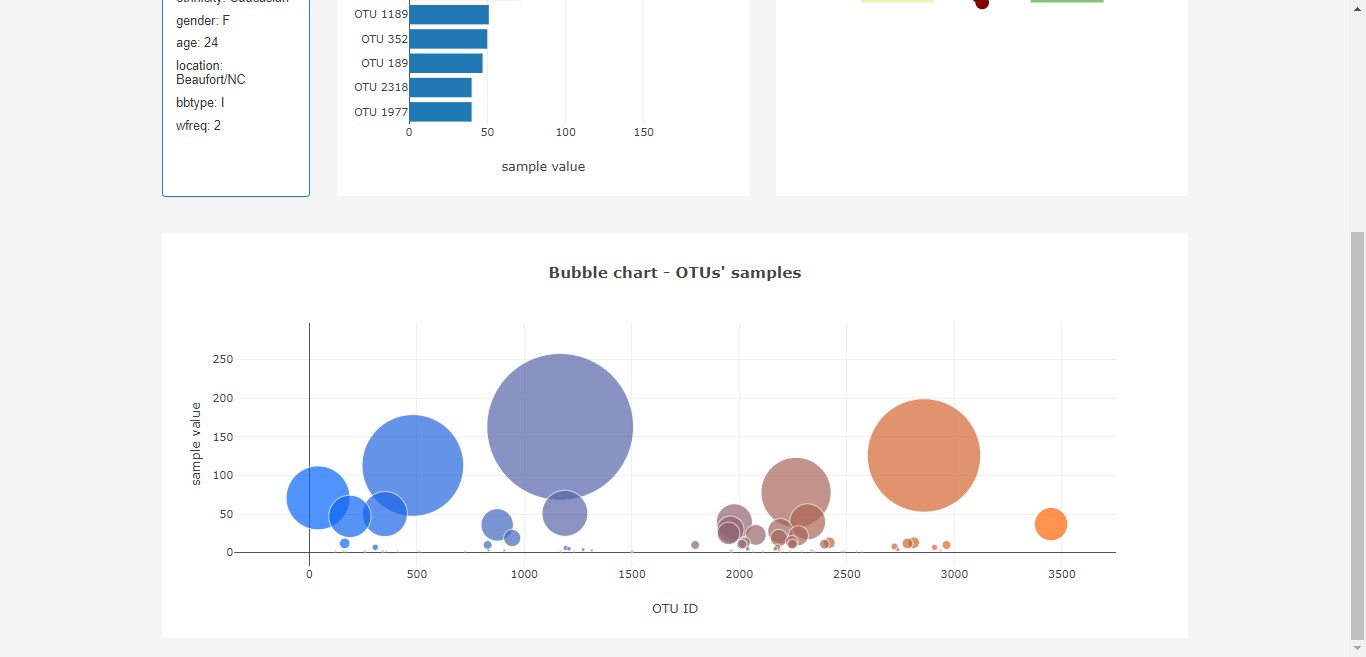 ethnicity: Caucasian
gender: F
age: 24
location:
Beaufort/NC
bbtype: I
wfreq: 2
OTU 1189
OTU 352
OTU 189
OTU 2318
OTU 1977
0 50 100 150
sample value
Bubble chart - OTUs' samples
250
200
150
100
50
0
sample value
0 500 1000 1500 2000 2500 3000 3500
OTU ID